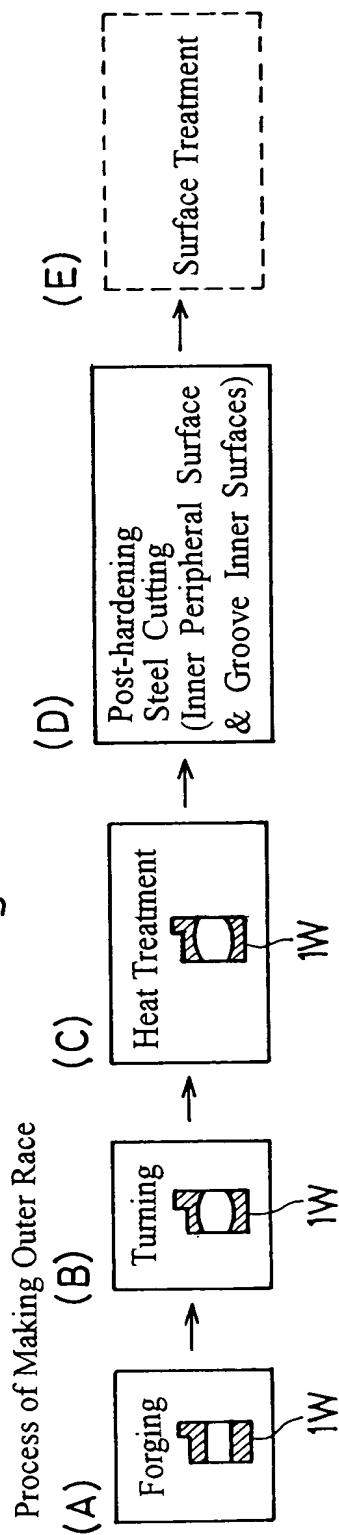 Process of Making Outer Race
(A)
Forging
1W
(B)
Turning
1W
(C)
Heat Treatment
1W
(D)
Post-hardening
Steel Cutting
(Inner Peripheral Surface
& Groove Inner Surfaces)
(E)
Surface Treatment